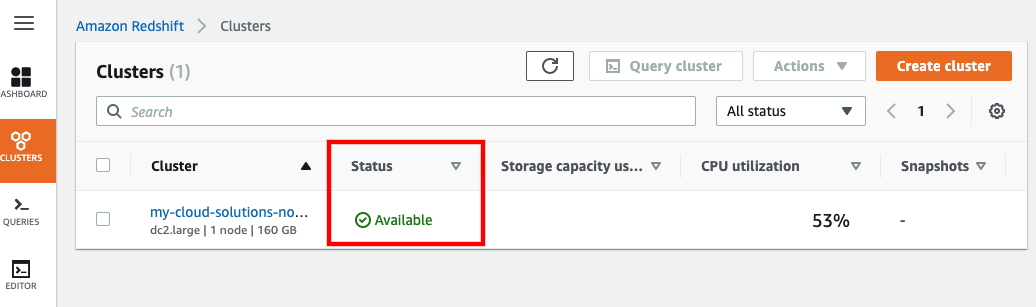 Amazon Redshift > Clusters
Clusters (1)
Query cluster
Actions
Create cluster
Search
All status
1
Cluster
Status
Storage capacity us...
CPU utilization
Snapshots
my-cloud-solutions-no...
Available
53%
-
dc2.large | 1 node | 160 GB
ASHBOARD
CLUSTERS
QUERIES
EDITOR